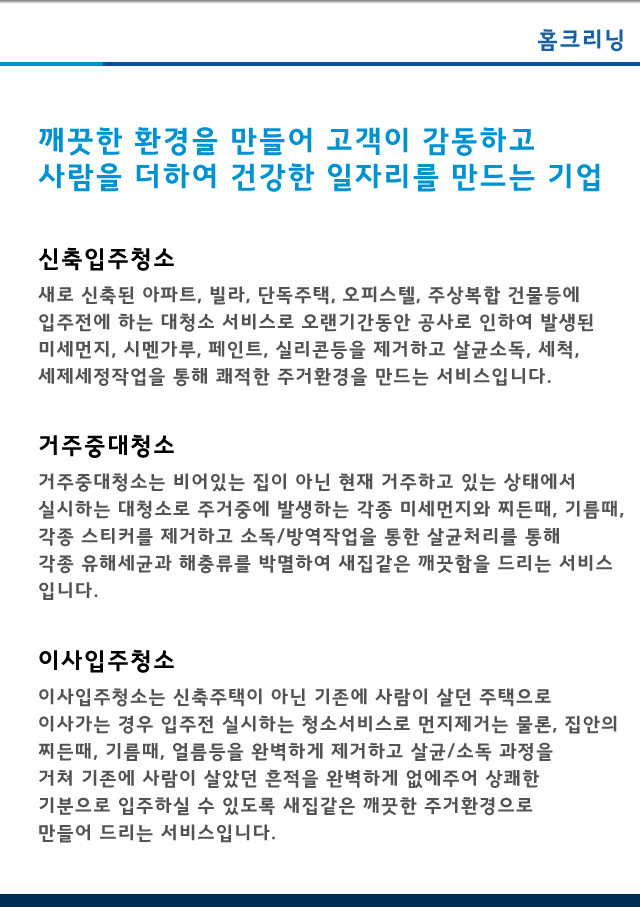 홈크리닝
깨끗한 환경을 만들어 고객이 감동하고
사람을 더하여 건강한 일자리를 만드는 기업
신축입주청소
새로 신축된 아파트, 빌라, 단독주택, 오피스텔, 주상복합 건물등에
입주전에 하는 대청소 서비스로 오랜기간동안 공사로 인하여 발생된
미세먼지, 시멘가루, 페인트, 실리콘등을 제거하고 살균소독, 세척,
세제세정작업을 통해 쾌적한 주거환경을 만드는 서비스입니다.
거주중대청소
거주중대청소는 비어있는 집이 아닌 현재 거주하고 있는 상태에서
실시하는 대청소로 주거중에 발생하는 각종 미세먼지와 찌든때, 기름때,
각종 스티커를 제거하고 소독/방역작업을 통한 살균처리를 통해
각종 유해세균과 해충류를 박멸하여 새집같은 깨끗함을 드리는 서비스
입니다.
이사입주청소
이사입주청소는 신축주택이 아닌 기존에 사람이 살던 주택으로
이사가는 경우 입주전 실시하는 청소서비스로 먼지제거는 물론, 집안의
찌든때, 기름때, 얼름등을 완벽하게 제거하고 살균/소독 과정을
거쳐 기존에 사람이 살았던 흔적을 완벽하게 없에주어 상쾌한
기분으로 입주하실 수 있도록 새집같은 깨끗한 주거환경으로
만들어 드리는 서비스입니다.